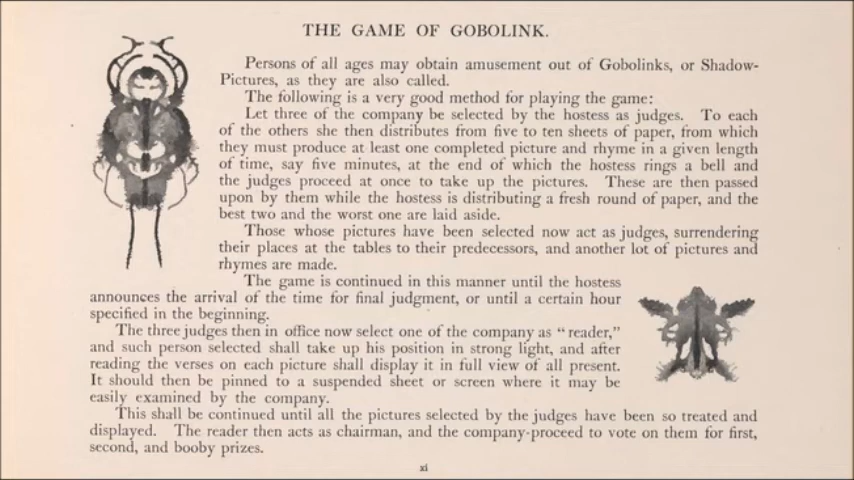 THE GAME OF GOBOLINK.
Persons of all ages may obtain amusement out of Gobolinks, or Shadow-
Pictures, as they are also called.
The following is a very good method for playing the game:
Let three of the company be selected by the hostess as judges. To each
of the others she then distributes from five to ten sheets of paper, from which
they must produce at least one completed picture and rhyme in a given length
of time, say five minutes, at the end of which the hostess rings a bell and
the judges proceed at once to take up the pictures. These are then passed
upon by them while the hostess is distributing a fresh round of paper, and the
best two and the worst one are laid aside.
Those whose pictures have been selected now act as judges, surrendering
their places at the tables to their predecessors, and another lot of pictures and
rhymes are made.
The game is continued in this manner until the hostess
announces the arrival of the time for final judgment, or until a certain hour
specified in the beginning.
The three judges then in office now select one of the company as “reader,”
and such person selected shall take up his position in strong light, and after
reading the verses on each picture shall display it in full view of all present.
It should then be pinned to a suspended sheet or screen where it may be
easily examined by the company.
This shall be continued until all the pictures selected by the judges have been so treated and
displayed. The reader then acts as chairman, and the company proceed to vote on them for first,
second, and booby prizes.
xi